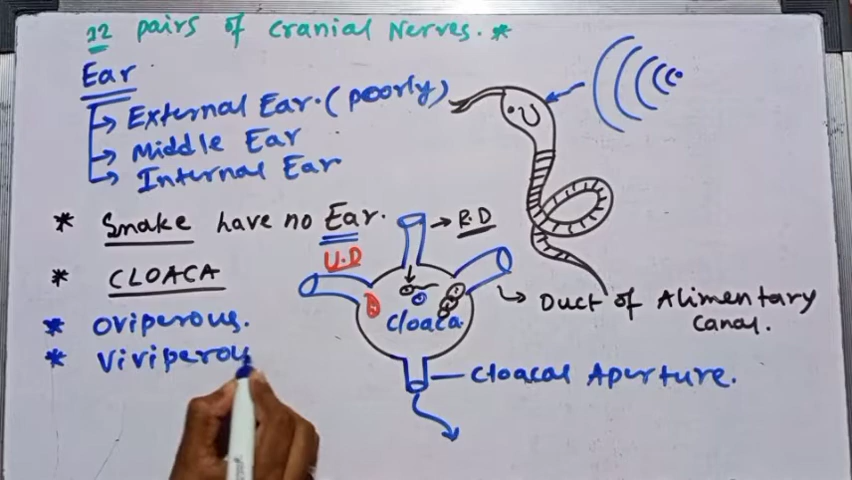 12 pairs of Cranial Nerves. *
Ear
External Ear. (poorly)
Middle Ear
Internal Ear
* Snake have no Ear.
R.D
U.D
* CLOACA
Cloaca.
Duct of Alimentary
Canal.
* Oviperous.
* Viviperous
Cloacal Aperture.